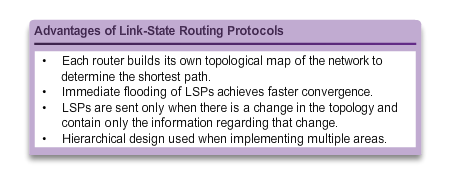 Advantages of Link-State Routing Protocols
• Each router builds its own topological map of the network to
determine the shortest path.
• Immediate flooding of LSPs achieves faster convergence.
• LSPs are sent only when there is a change in the topology and
contain only the information regarding that change.
• Hierarchical design used when implementing multiple areas.